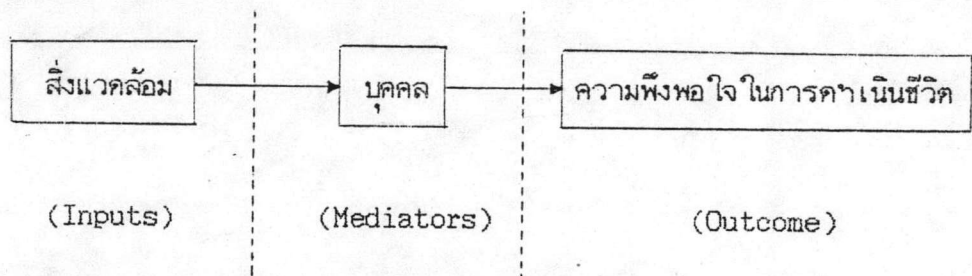 สิ่งแวดล้อม บุคคล ความพึงพอใจในการดำเนินชีวิต
(Inputs) (Mediators) (Outcome)